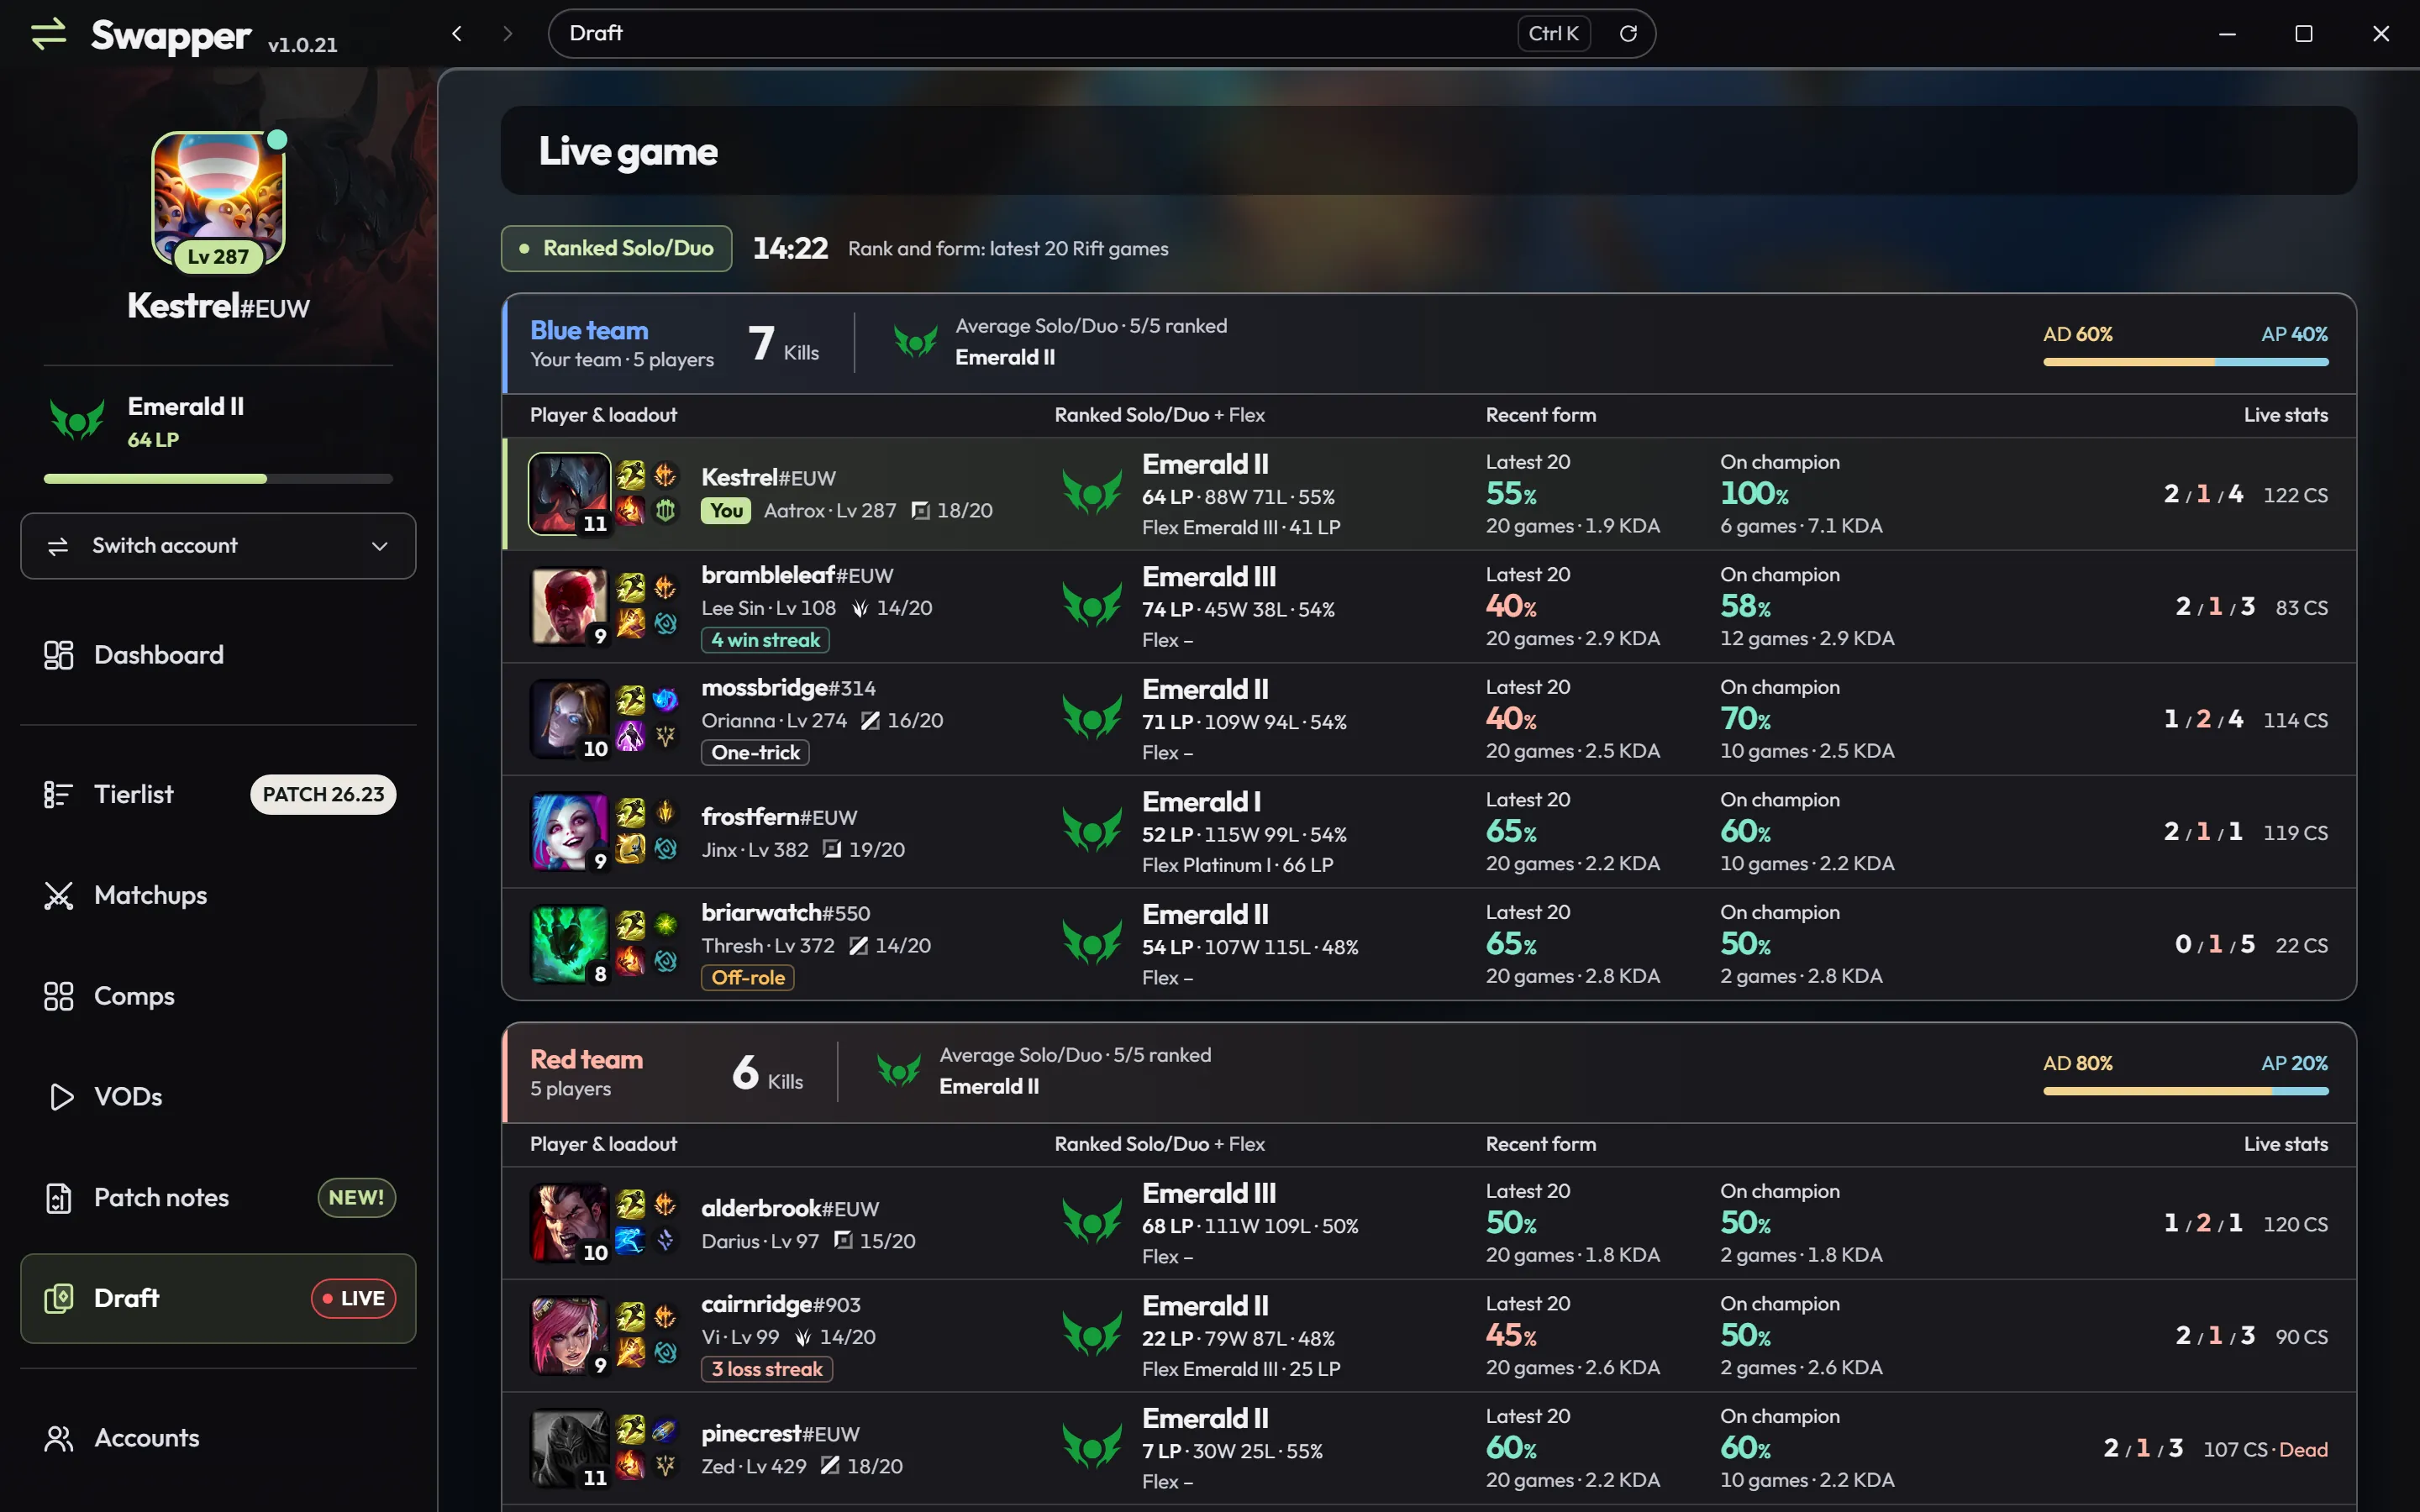 Swapper v1.0.21
Draft
Ctrl K
Lv 287
Kestrel#EUW
Emerald II
64 LP
Switch account
Dashboard
Tierlist PATCH 26.23
Matchups
Comps
VODs
Patch notes NEW!
Draft LIVE
Accounts
Live game
Ranked Solo/Duo 14:22 Rank and form: latest 20 Rift games
Blue team
Your team · 5 players
7 Kills
Average Solo/Duo · 5/5 ranked
Emerald II
AD 60% AP 40%
Player & loadout Ranked Solo/Duo + Flex Recent form Live stats
11
Kestrel#EUW
You Aatrox · Lv 287 18/20
Emerald II
64 LP · 88W 71L · 55%
Flex Emerald III · 41 LP
Latest 20
55%
20 games · 1.9 KDA
On champion
100%
6 games · 7.1 KDA
2 / 1 / 4 122 CS
9
brambleleaf#EUW
Lee Sin · Lv 108 14/20
4 win streak
Emerald III
74 LP · 45W 38L · 54%
Flex –
Latest 20
40%
20 games · 2.9 KDA
On champion
58%
12 games · 2.9 KDA
2 / 1 / 3 83 CS
10
mossbridge#314
Orianna · Lv 274 16/20
One-trick
Emerald II
71 LP · 109W 94L · 54%
Flex –
Latest 20
40%
20 games · 2.5 KDA
On champion
70%
10 games · 2.5 KDA
1 / 2 / 4 114 CS
9
frostfern#EUW
Jinx · Lv 382 19/20
Emerald I
52 LP · 115W 99L · 54%
Flex Platinum I · 66 LP
Latest 20
65%
20 games · 2.2 KDA
On champion
60%
10 games · 2.2 KDA
2 / 1 / 1 119 CS
8
briarwatch#550
Thresh · Lv 372 14/20
Off-role
Emerald II
54 LP · 107W 115L · 48%
Flex –
Latest 20
65%
20 games · 2.8 KDA
On champion
50%
2 games · 2.8 KDA
0 / 1 / 5 22 CS
Red team
5 players
6 Kills
Average Solo/Duo · 5/5 ranked
Emerald II
AD 80% AP 20%
Player & loadout Ranked Solo/Duo + Flex Recent form Live stats
10
alderbrook#EUW
Darius · Lv 97 15/20
Emerald III
68 LP · 111W 109L · 50%
Flex –
Latest 20
50%
20 games · 1.8 KDA
On champion
50%
2 games · 1.8 KDA
1 / 2 / 1 120 CS
9
cairnridge#903
Vi · Lv 99 14/20
3 loss streak
Emerald II
22 LP · 79W 87L · 48%
Flex Emerald III · 25 LP
Latest 20
45%
20 games · 2.6 KDA
On champion
50%
2 games · 2.6 KDA
2 / 1 / 3 90 CS
11
pinecrest#EUW
Zed · Lv 429 18/20
Emerald II
7 LP · 30W 25L · 55%
Flex –
Latest 20
60%
20 games · 2.2 KDA
On champion
60%
10 games · 2.2 KDA
2 / 1 / 3 107 CS · Dead